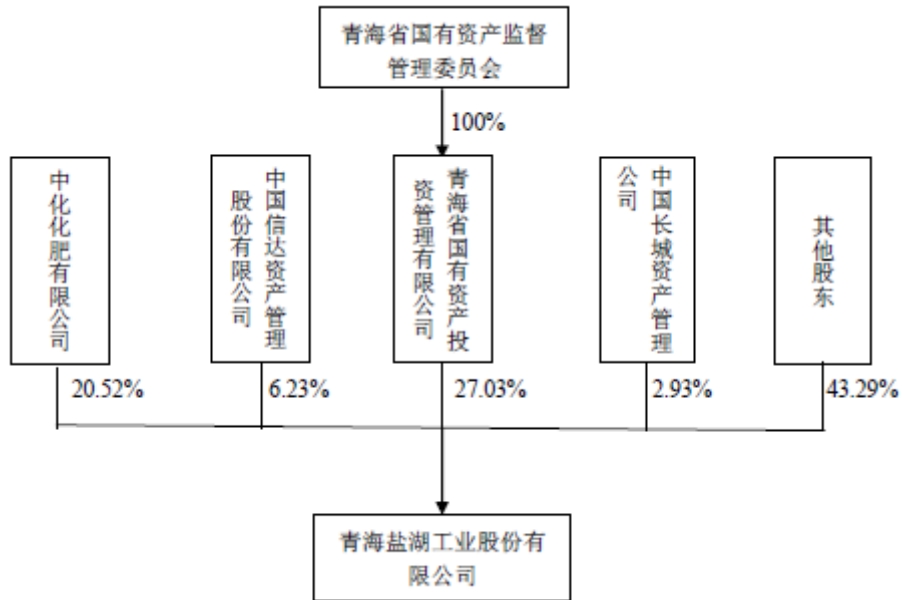 青海省国有资产监督
管理委员会
100%
中化化肥有限公司
中国信达资产管理
股份有限公司
青海省国有资产投
资管理有限公司
中国长城资产管理
公司
其他股东
20.52%
6.23%
27.03%
2.93%
43.29%
青海盐湖工业股份有
限公司